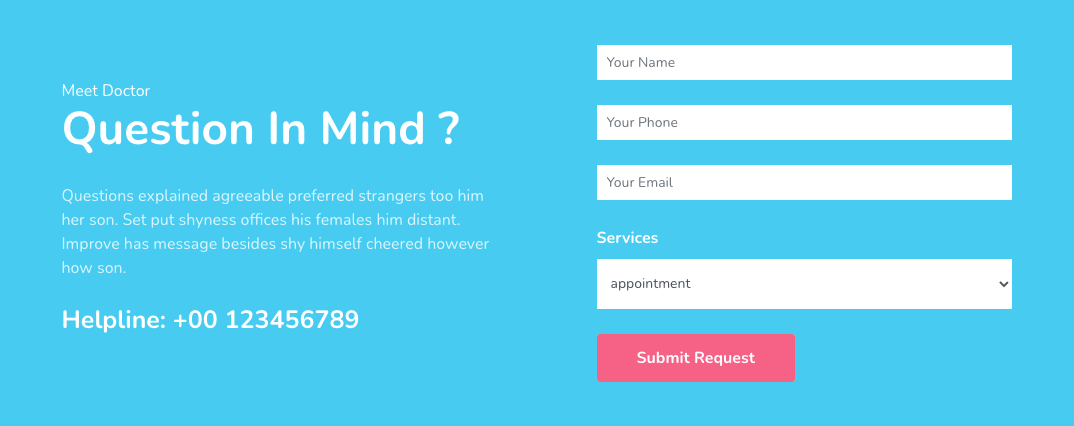 Meet Doctor
Question In Mind ?
Questions explained agreeable preferred strangers too him
her son. Set put shyness offices his females him distant.
Improve has message besides shy himself cheered however
how son.
Helpline: +00 123456789
Your Name
Your Phone
Your Email
Services
appointment
Submit Request